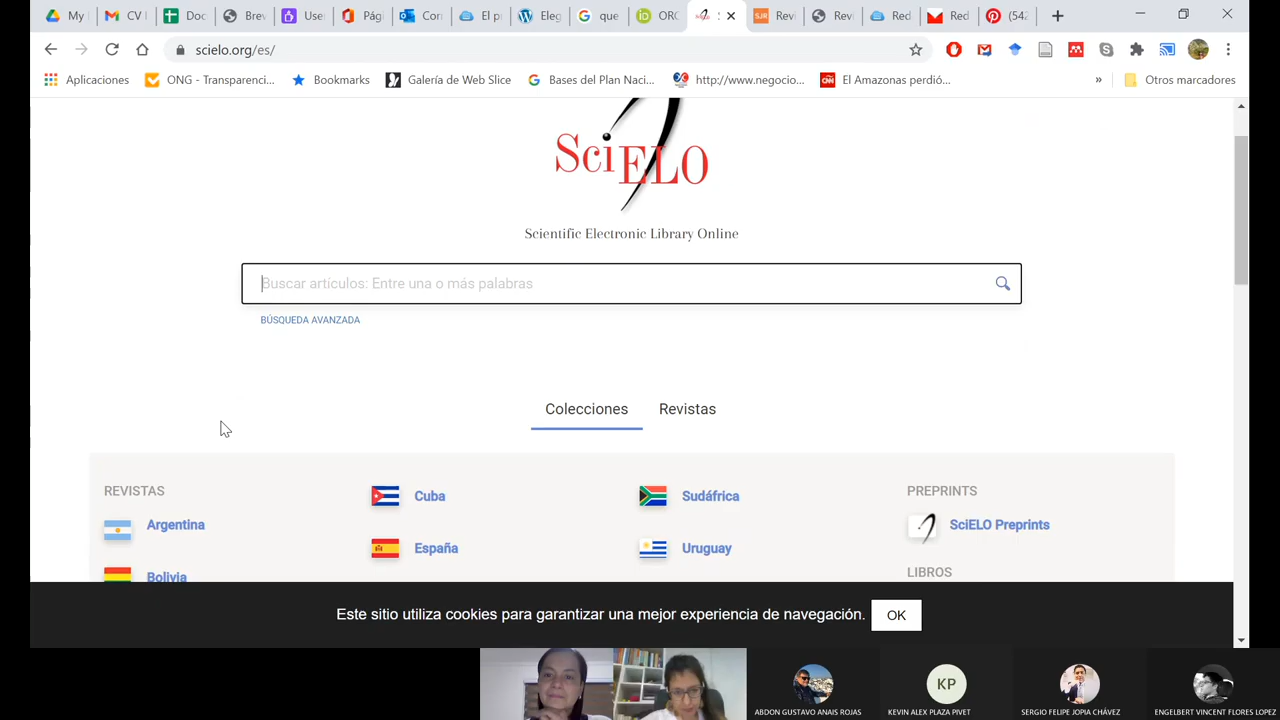 My
CV
Doc
Brev
Use
Pág
Cor
El p
Eleg
que
ORC
Rev
Rev
Red
Red
(542
scielo.org/es/
Aplicaciones
ONG - Transparenci...
Bookmarks
Galería de Web Slice
Bases del Plan Naci...
http://www.negocio...
El Amazonas perdió...
»
Otros marcadores
SciELO
Scientific Electronic Library Online
Buscar artículos: Entre una o más palabras
BÚSQUEDA AVANZADA
Colecciones
Revistas
REVISTAS
Argentina
Bolivia
Cuba
España
Sudáfrica
Uruguay
PREPRINTS
SciELO Preprints
LIBROS
Este sitio utiliza cookies para garantizar una mejor experiencia de navegación.
OK
ABDON GUSTAVO ANAIS ROJAS
KP
KEVIN ALEX PLAZA PIVET
SERGIO FELIPE JOPIA CHÁVEZ
ENGELBERT VINCENT FLORES LOPEZ